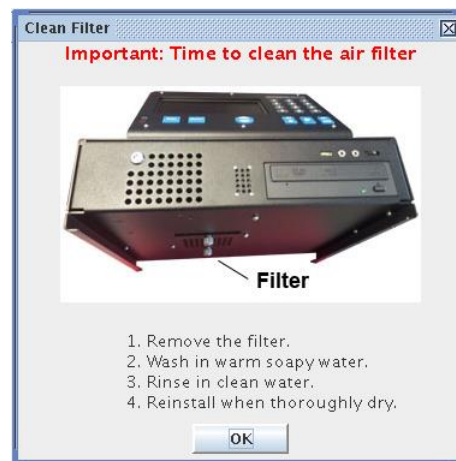 Clean Filter
Important: Time to clean the air filter
Filter
1. Remove the filter.
2. Wash in warm soapy water.
3. Rinse in clean water.
4. Reinstall when thoroughly dry.
OK